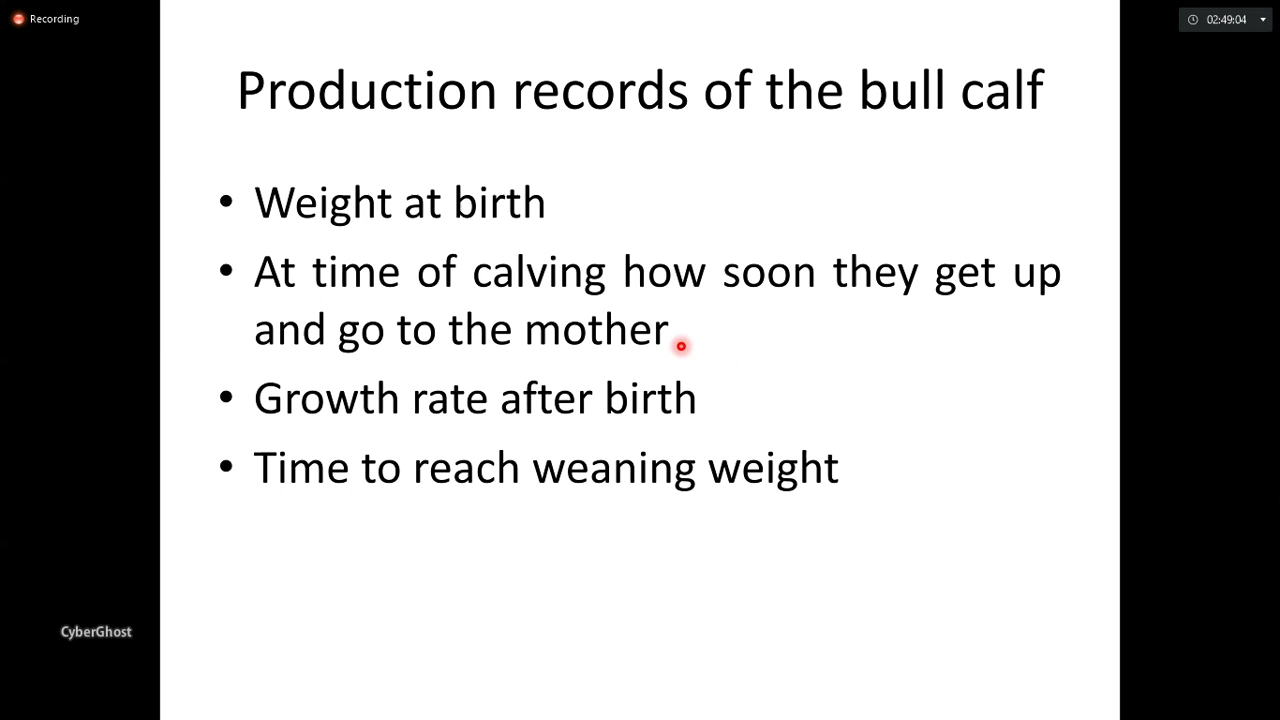 Recording
02:49:04
Production records of the bull calf
• Weight at birth
• At time of calving how soon they get up
and go to the mother
• Growth rate after birth
• Time to reach weaning weight
CyberGhost